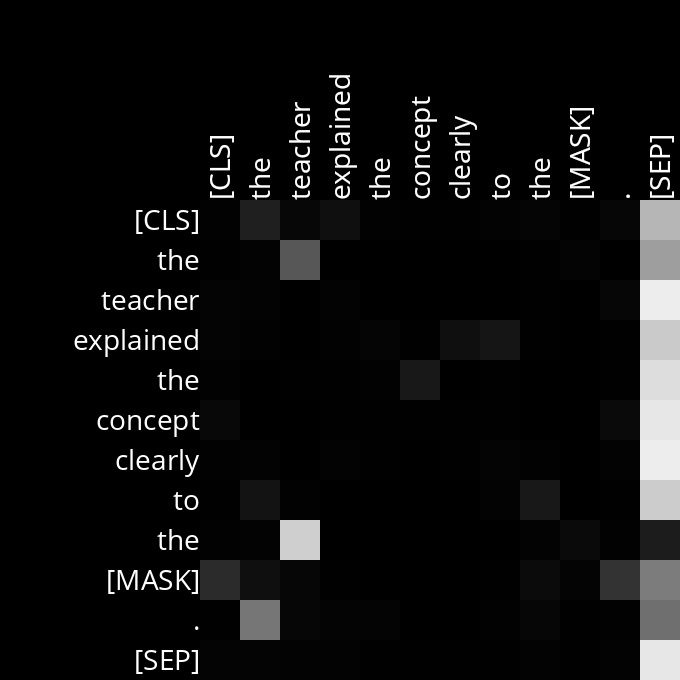 [CLS] the teacher explained the concept clearly to the [MASK] . [SEP]
[CLS]
the
teacher
explained
the
concept
clearly
to
the
[MASK]
.
[SEP]